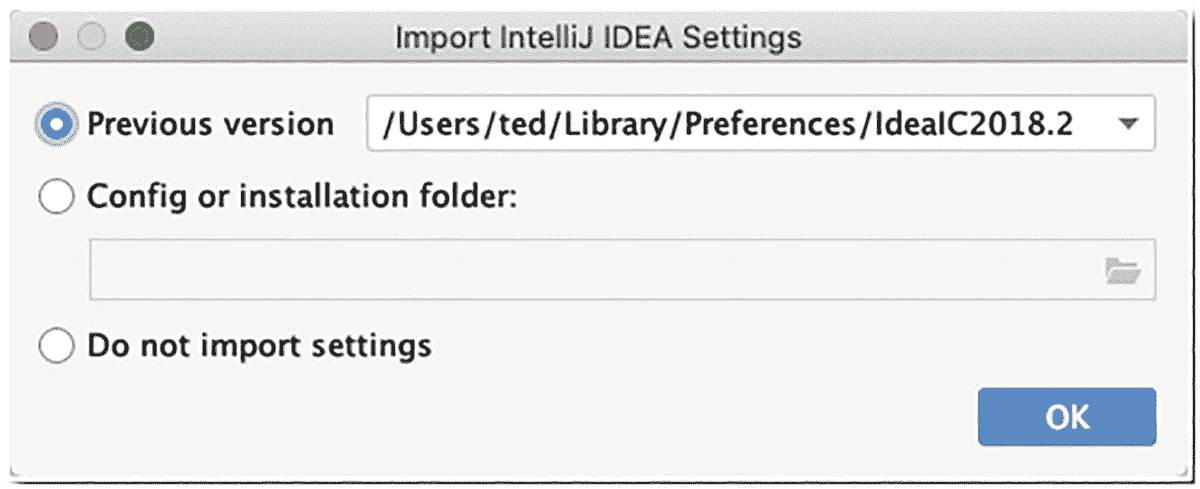 Import IntelliJ IDEA Settings
Previous version /Users/ted/Library/Preferences/IdeaIC2018.2
Config or installation folder:
Do not import settings
OK